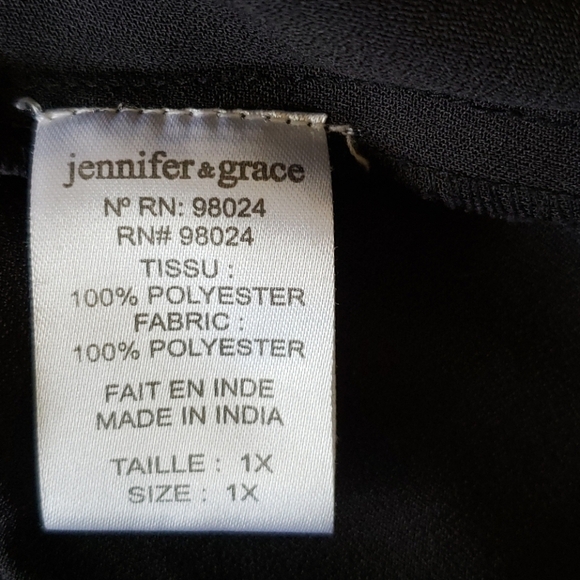 jennifer & grace
Nº RN: 98024
RN# 98024
TISSU :
100% POLYESTER
FABRIC :
100% POLYESTER
FAIT EN INDE
MADE IN INDIA
TAILLE : 1X
SIZE : 1X